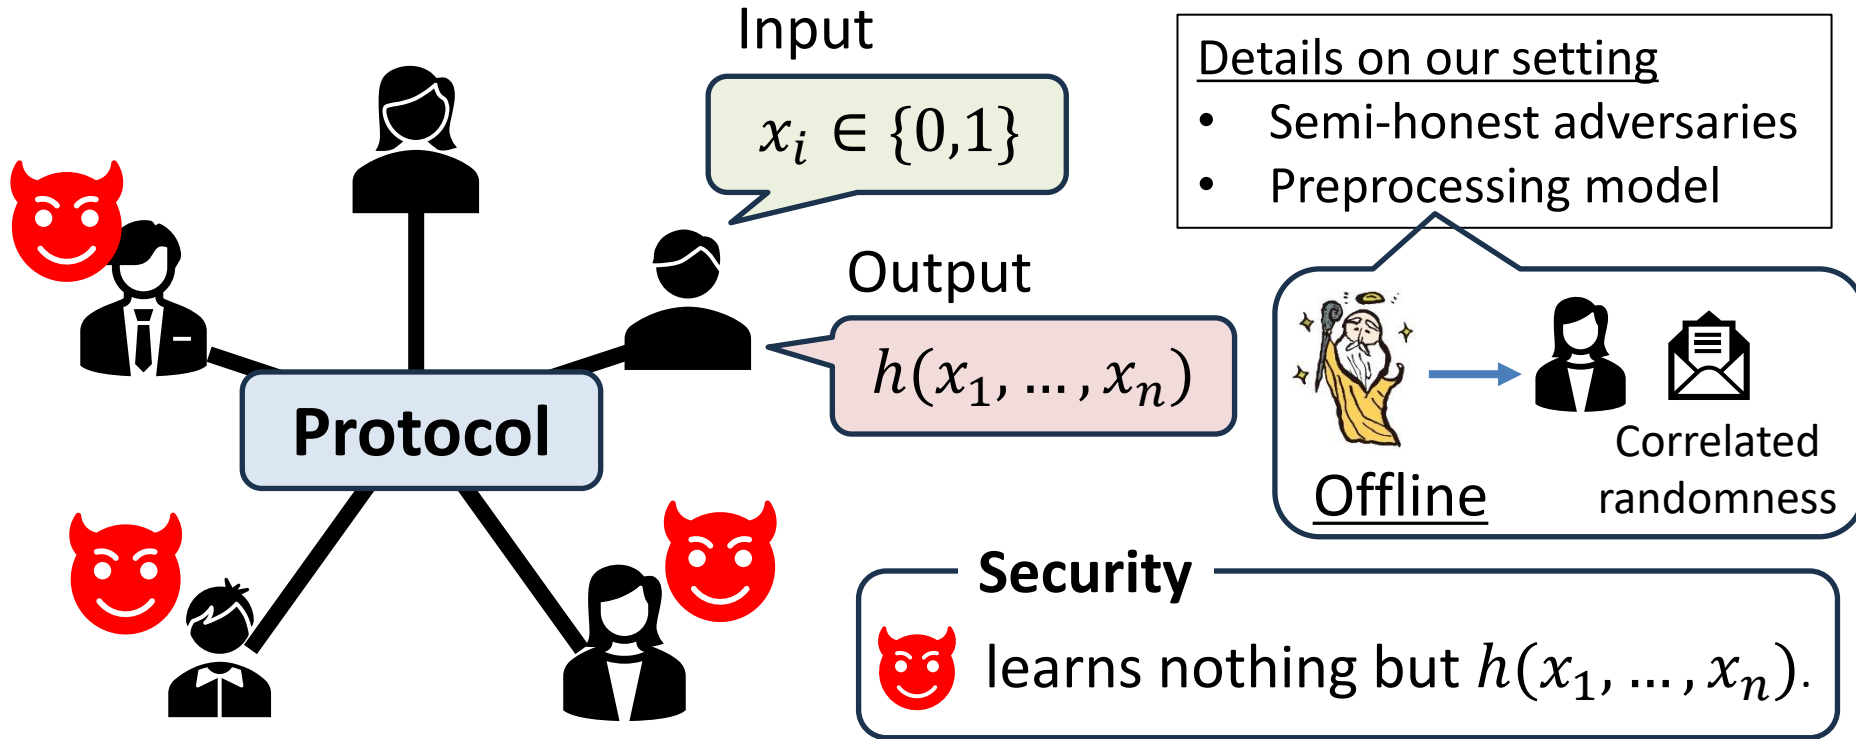 Input
x_i ∈ {0,1}
Output
h(x_1, … , x_n)
Protocol
Details on our setting
• Semi-honest adversaries
• Preprocessing model
Offline
Correlated
randomness
Security
learns nothing but h(x_1, … , x_n).